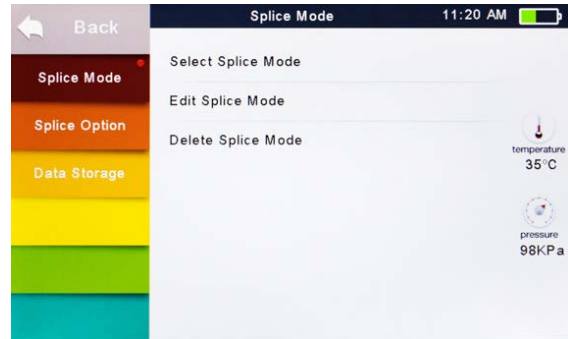 Back
Splice Mode
11:20 AM
Splice Mode
Splice Option
Data Storage
Select Splice Mode
Edit Splice Mode
Delete Splice Mode
temperature
35°C
pressure
98KPa